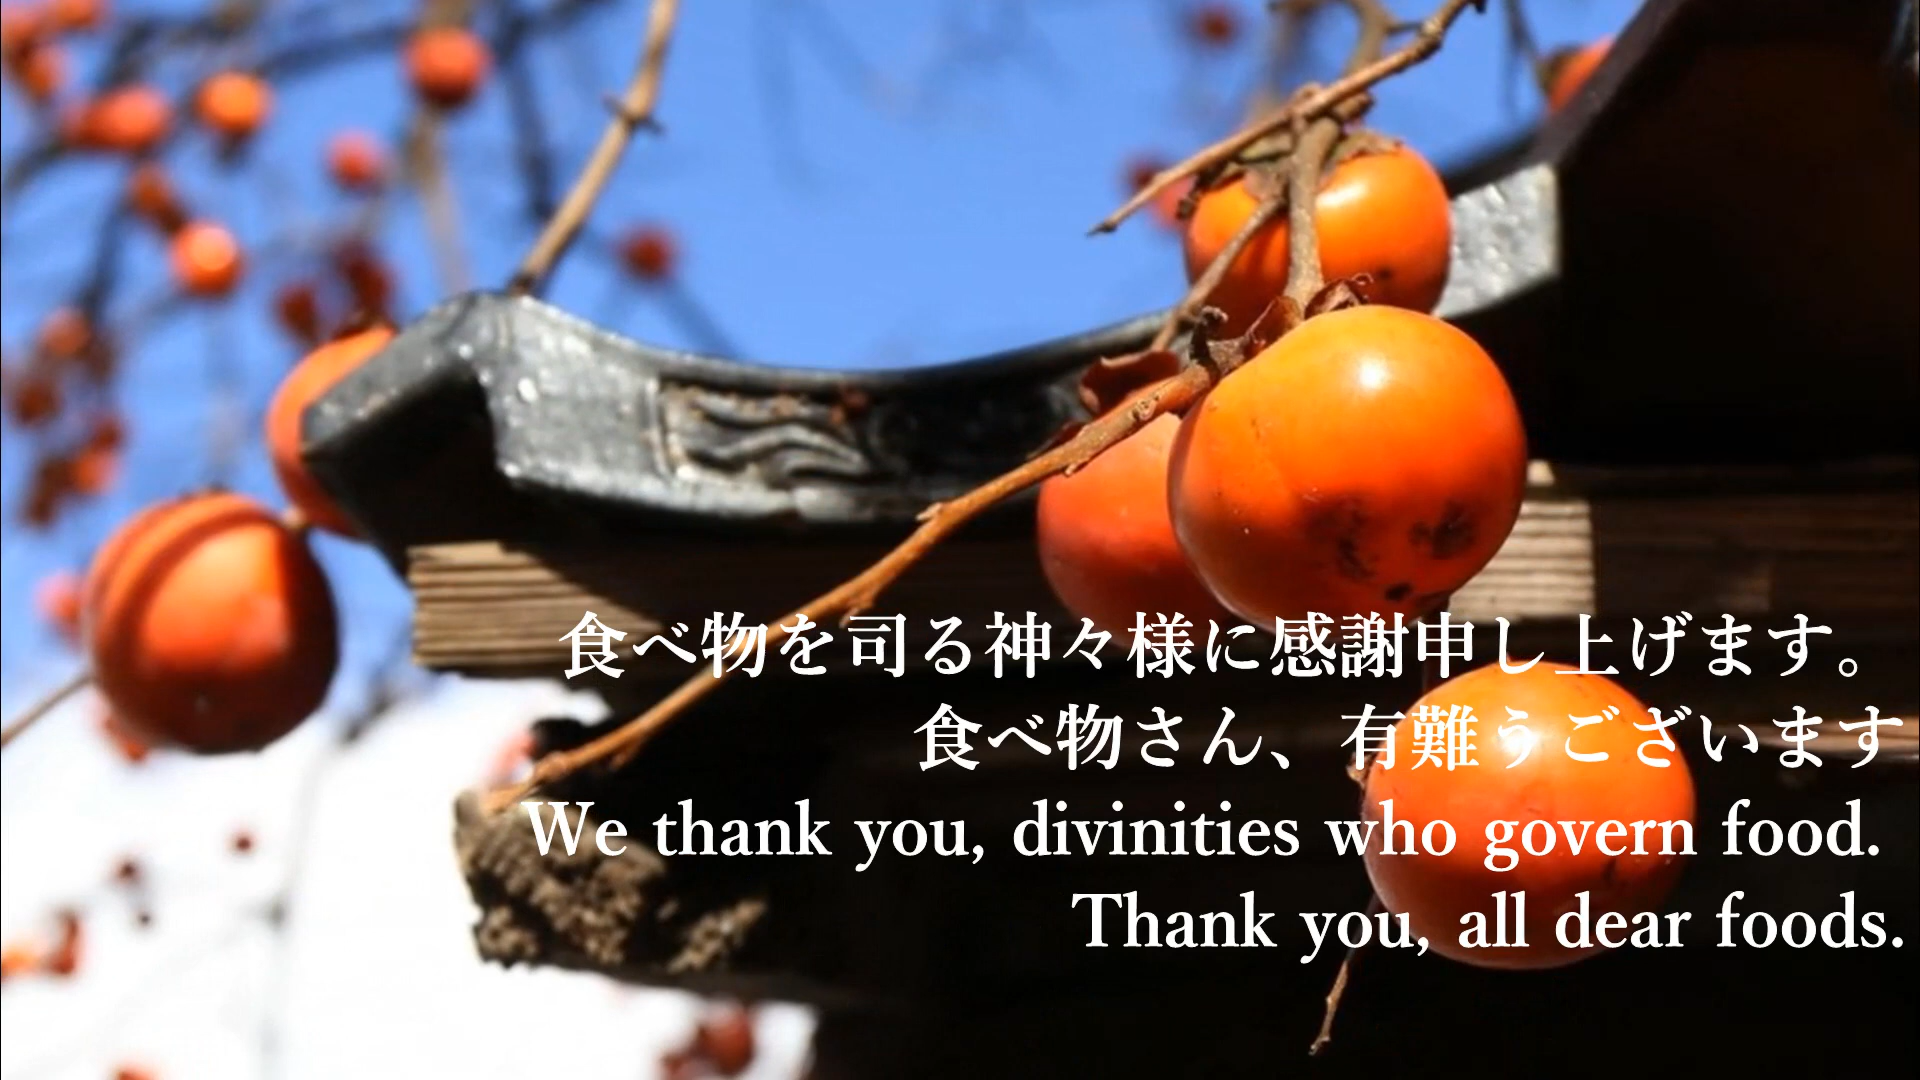 食べ物を司る神々様に感謝申し上げます。
食べ物さん、有難うございます
We thank you, divinities who govern food.
Thank you, all dear foods.